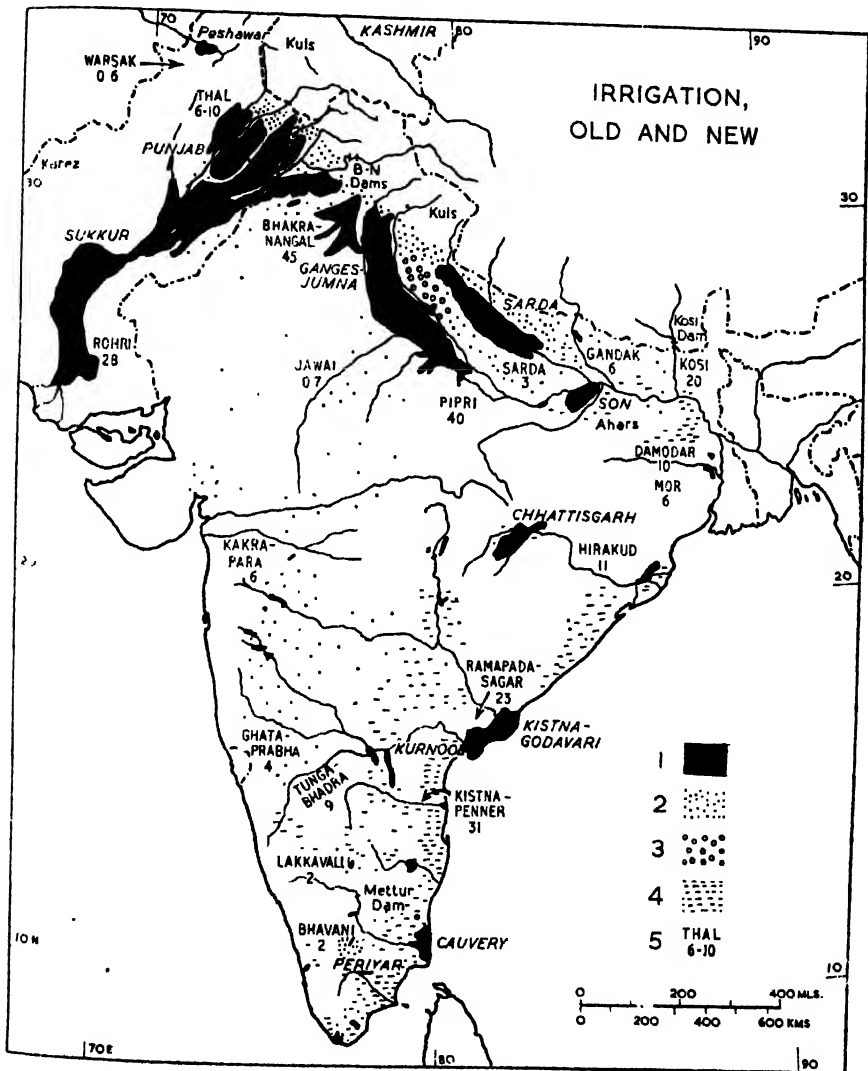 70
80
90
Peshawar
Kuls
KASHMIR
WARSAK
0 6
IRRIGATION,
OLD AND NEW
THAL
6-10
PUNJAB
Karez
30
B-N
Dams
30
BHAKRA-
NANGAL
45
Kuls
SUKKUR
GANGES-
JUMNA
SARDA
Kosi
Dam
ROHRI
28
JAWAI
0 7
SARDA
3
GANDAK
6
KOSI
20
PIPRI
40
SON
Ahars
DAMODAR
10
MOR
6
CHHATTISGARH
KAKRA-
PARA
6
HIRAKUD
11
20
RAMAPADA-
SAGAR
23
GHATA-
PRABHA
4
KURNOOL
KISTNA-
GODAVARI
TUNGA-
BHADRA
9
KISTNA-
PENNER
31
LAKKAVALLI
2
Mettur
Dam
BHAVANI
2
CAUVERY
PERIYAR
10 N
10
1
2
3
4
5 THAL
6-10
0 200 400 MLS.
0 200 400 600 KMS
70 E
80
90